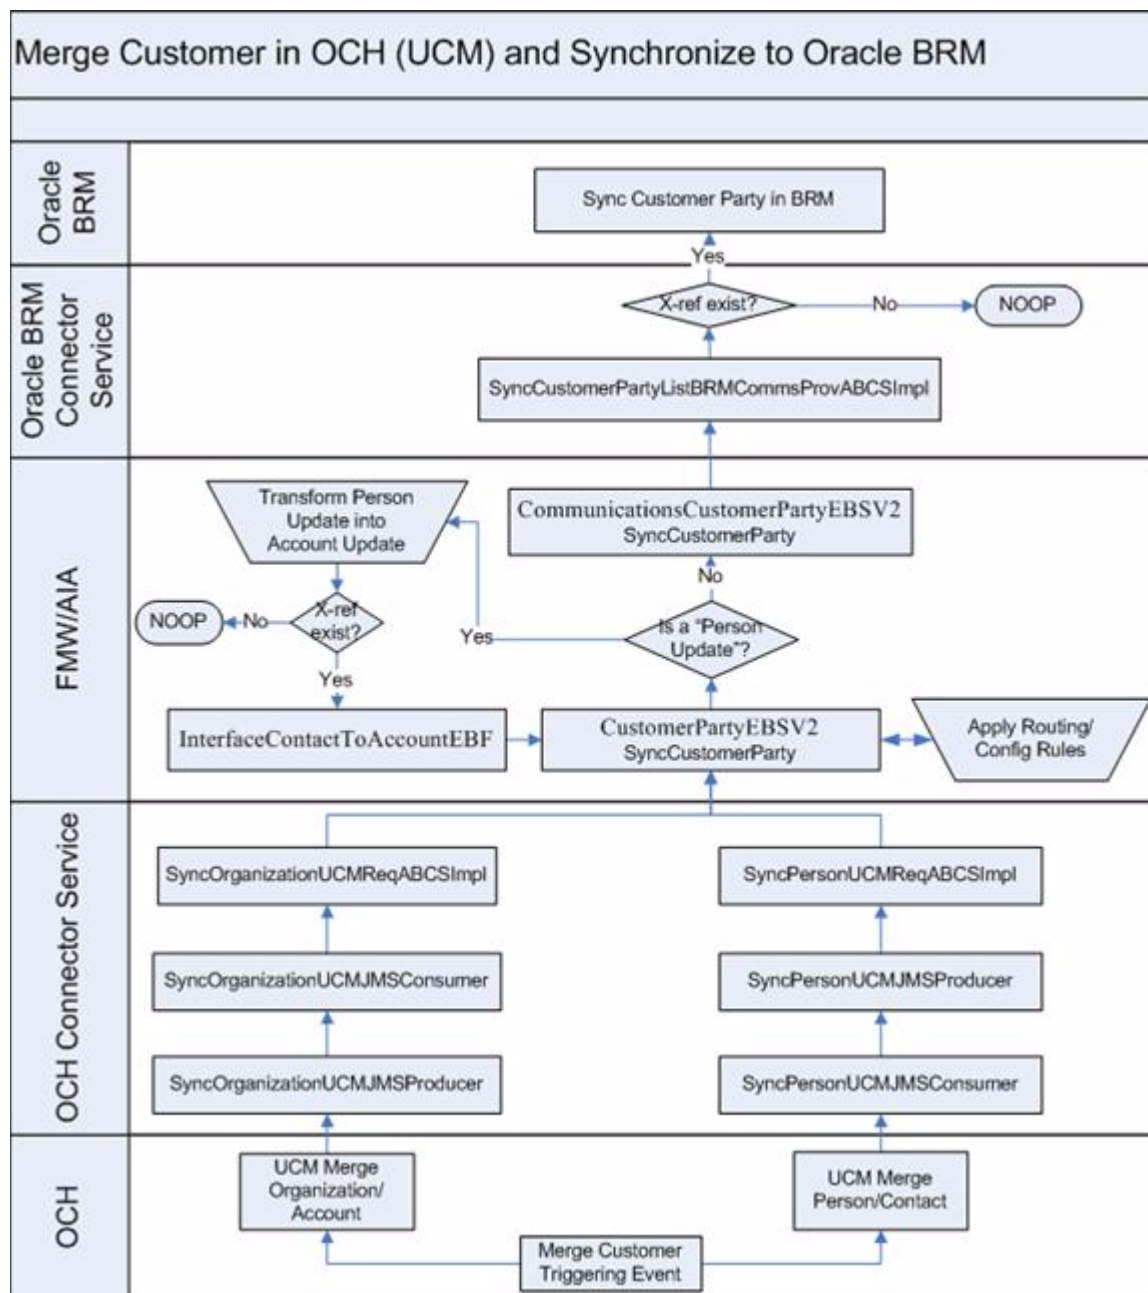 Merge Customer in OCH (UCM) and Synchronize to Oracle BRM
Oracle
BRM
Sync Customer Party in BRM
Yes
Oracle BRM
Connector
Service
X-ref exist?
No
NOOP
SyncCustomerPartyListBRMCommsProvABCSImpl
FMW/AIA
Transform Person
Update into
Account Update
CommunicationsCustomerPartyEBSV2
SyncCustomerParty
No
NOOP
No
X-ref
exist?
Yes
Is a “Person
Update”?
Yes
InterfaceContactToAccountEBF
CustomerPartyEBSV2
SyncCustomerParty
Apply Routing/
Config Rules
OCH Connector Service
SyncOrganizationUCMReqABCSImpl
SyncPersonUCMReqABCSImpl
SyncOrganizationUCMJMSConsumer
SyncPersonUCMJMSProducer
SyncOrganizationUCMJMSProducer
SyncPersonUCMJMSConsumer
OCH
UCM Merge
Organization/
Account
UCM Merge
Person/Contact
Merge Customer
Triggering Event